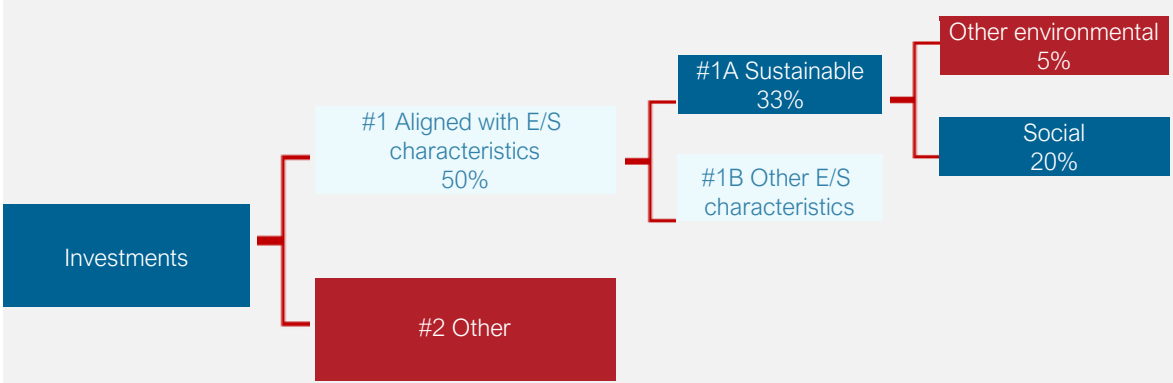 Other environmental
5%
#1A Sustainable
33%
#1 Aligned with E/S
characteristics
50%
Social
20%
#1B Other E/S
characteristics
Investments
#2 Other